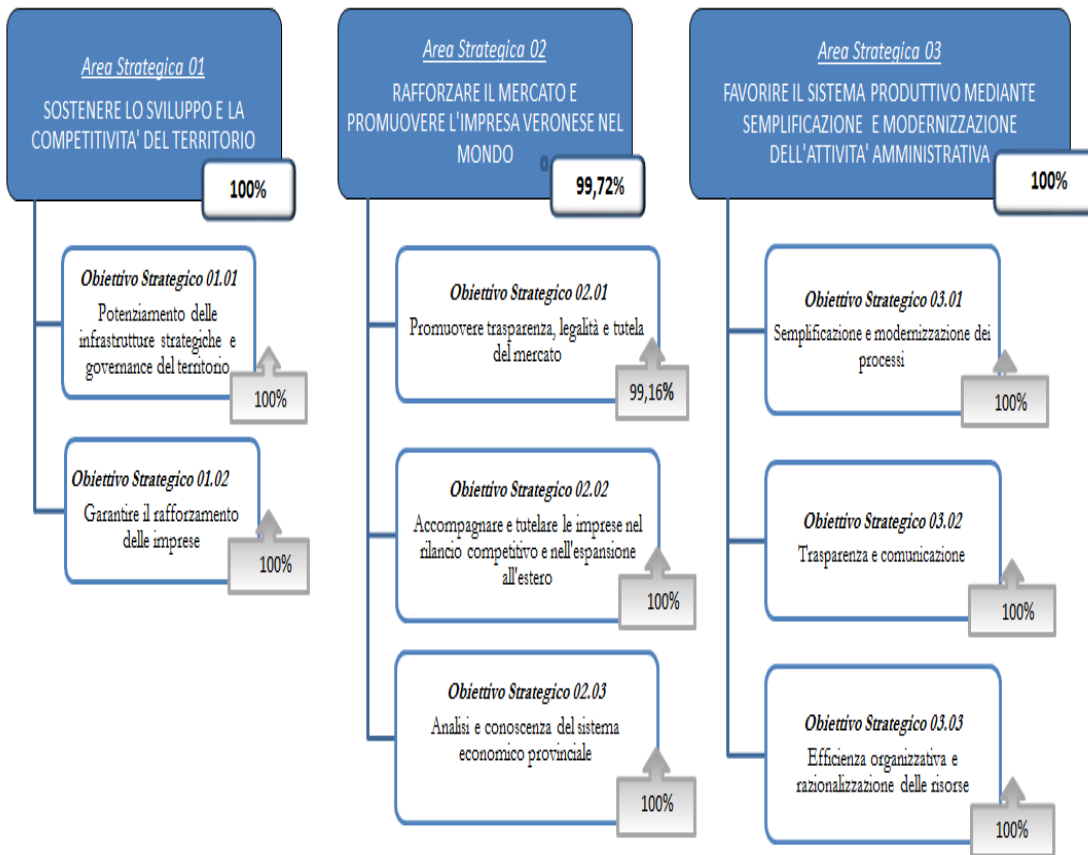 Area Strategica 01
SOSTENERE LO SVILUPPO E LA
COMPETITIVITA' DEL TERRITORIO
100%
Obiettivo Strategico 01.01
Potenziamento delle
infrastrutture strategiche e
governance del territorio
100%
Obiettivo Strategico 01.02
Garantire il rafforzamento
delle imprese
100%
Area Strategica 02
RAFFORZARE IL MERCATO E
PROMUOVERE L'IMPRESA VERONESE NEL
MONDO
99,72%
Obiettivo Strategico 02.01
Promuovere trasparenza, legalità e tutela
del mercato
99,16%
Obiettivo Strategico 02.02
Accompagnare e tutelare le imprese nel
rilancio competitivo e nell'espansione
all'estero
100%
Obiettivo Strategico 02.03
Analisi e conoscenza del sistema
economico provinciale
100%
Area Strategica 03
FAVORIRE IL SISTEMA PRODUTTIVO MEDIANTE
SEMPLIFICAZIONE E MODERNIZZAZIONE
DELL'ATTIVITA' AMMINISTRATIVA
100%
Obiettivo Strategico 03.01
Semplificazione e modernizzazione dei
processi
100%
Obiettivo Strategico 03.02
Trasparenza e comunicazione
100%
Obiettivo Strategico 03.03
Efficienza organizzativa e
razionalizzazione delle risorse
100%